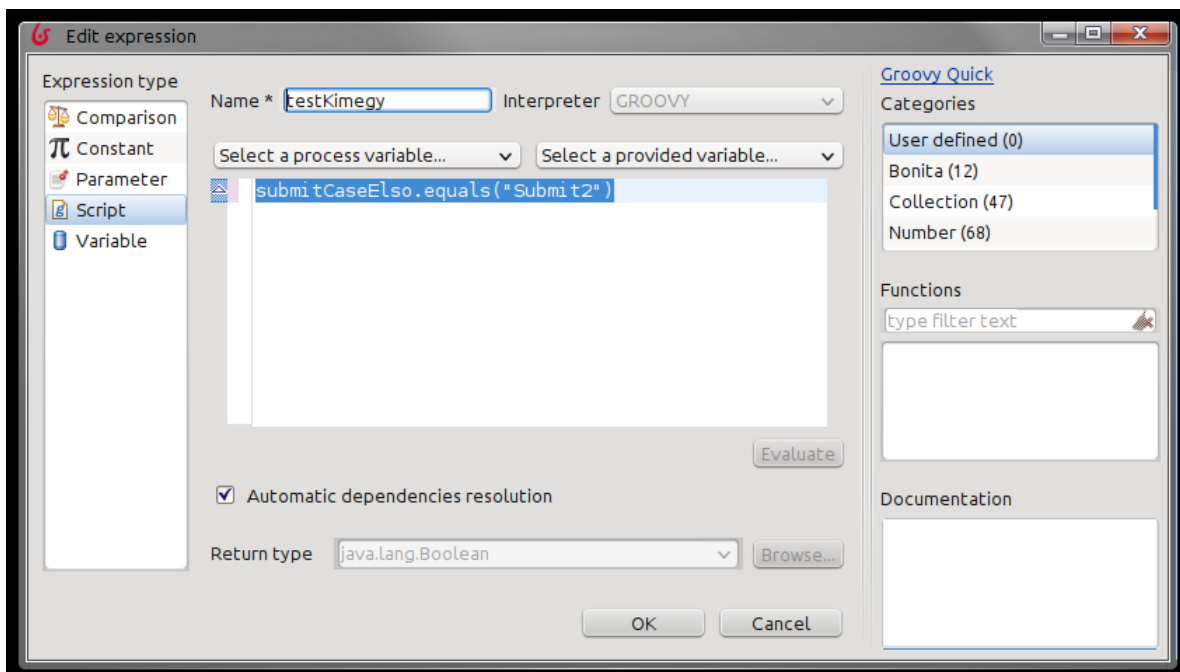 Edit expression
Expression type
Comparison
Constant
Parameter
Script
Variable
Name * testKimegy Interpreter GROOVY
Select a process variable... Select a provided variable...
submitCaseElso.equals("Submit2")
Evaluate
Automatic dependencies resolution
Return type java.lang.Boolean Browse...
OK Cancel
Groovy Quick
Categories
User defined (0)
Bonita (12)
Collection (47)
Number (68)
Functions
type filter text
Documentation